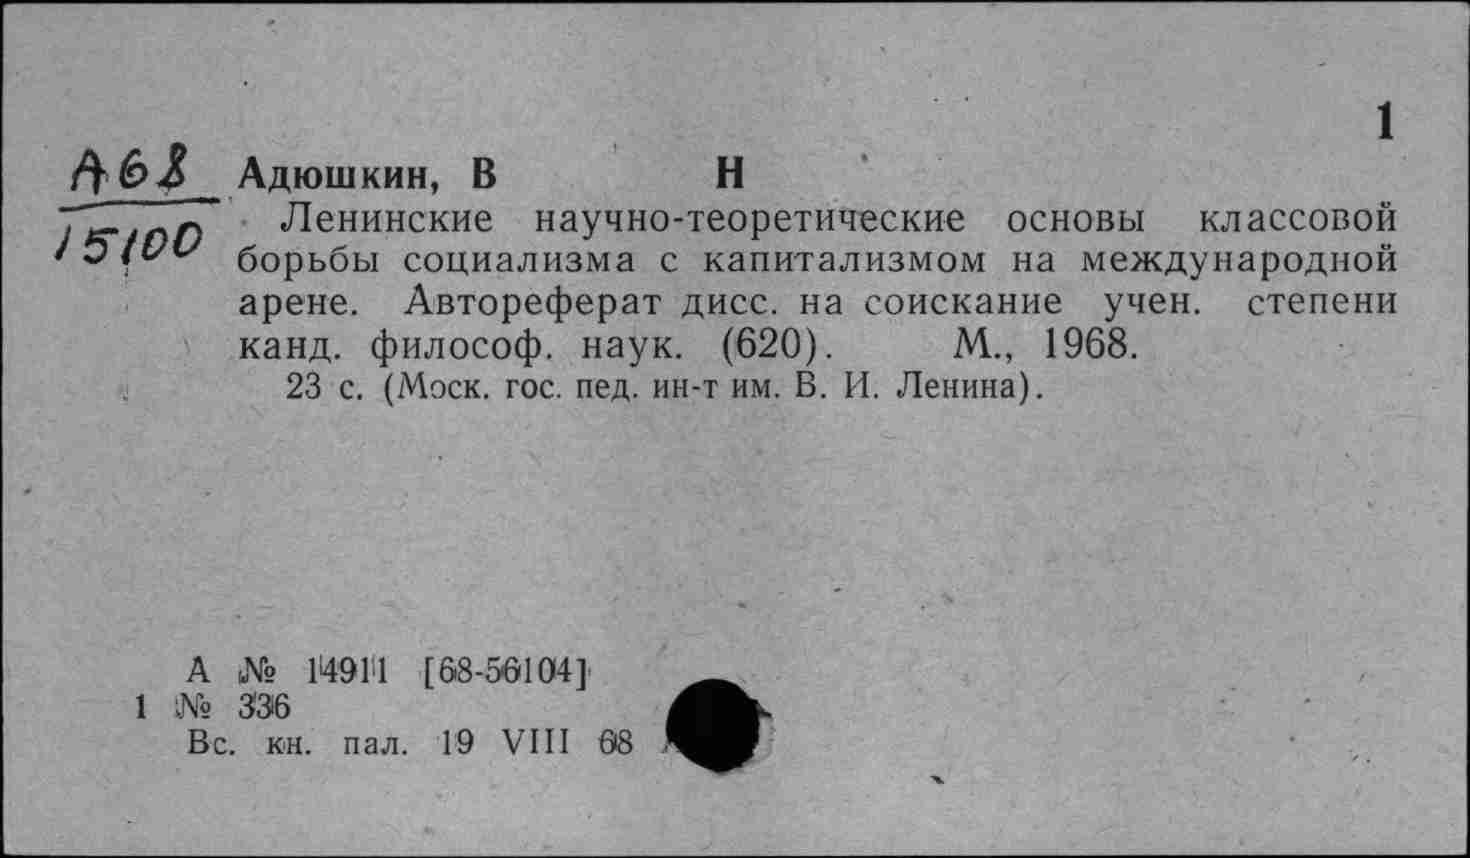 1
А68
15100
Адюшкин, В Н
Ленинские научно-теоретические основы классовой
борьбы социализма с капитализмом на международной
арене. Автореферат дисс. на соискание учен. степени
канд. философ. наук. (620). М., 1968.
23 с. (Моск. гос. пед. ин-т им. В. И. Ленина).
А № 14911 [68-56104]
1 № 336
Вс. кн. пал. 19 VIII 68